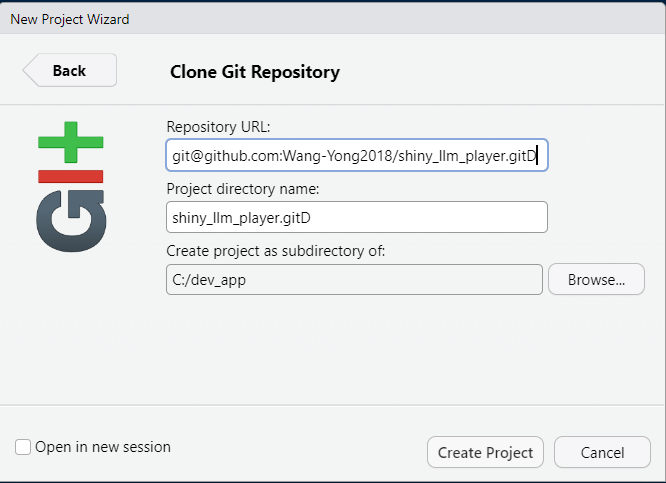 New Project Wizard
Back
Clone Git Repository
Repository URL:
git@github.com:Wang-Yong2018/shiny_llm_player.gitD
Project directory name:
shiny_llm_player.gitD
Create project as subdirectory of:
C:/dev_app
Browse...
GIt
Open in new session
Create Project
Cancel